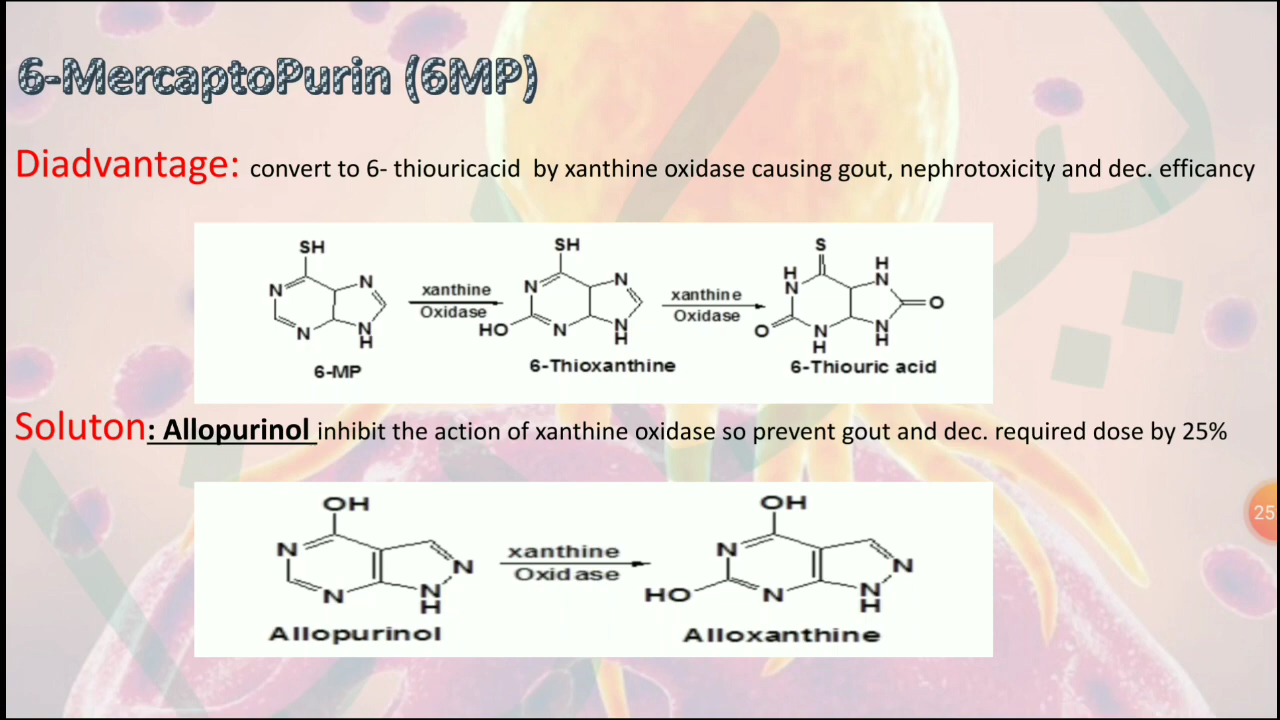 6-MercaptoPurin (6MP)
Diadvantage: convert to 6- thiouricacid by xanthine oxidase causing gout, nephrotoxicity and dec. efficancy
SH
N
N
N
N
H
6-MP
xanthine
Oxidase
SH
N
N
HO
N
N
H
6-Thioxanthine
xanthine
Oxidase
S
H
N
H
N
O
O
N
H
N
H
6-Thiouric acid
Soluton: Allopurinol inhibit the action of xanthine oxidase so prevent gout and dec. required dose by 25%
OH
N
N
N
N
H
Allopurinol
xanthine
Oxidase
OH
N
N
HO
N
N
H
Alloxanthine
25